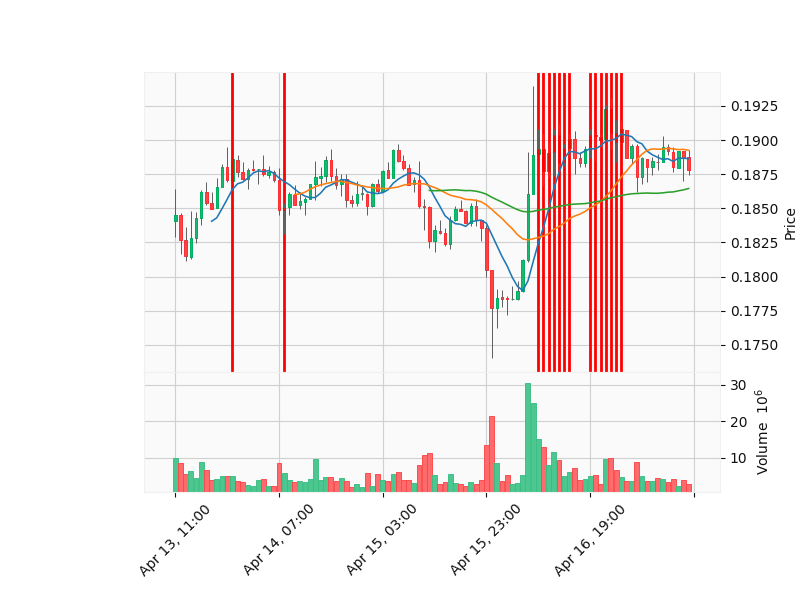 0.1925
0.1900
0.1875
0.1850
0.1825
0.1800
0.1775
0.1750
Price
30
20
10
Volume 10^6
Apr 13, 11:00
Apr 14, 07:00
Apr 15, 03:00
Apr 15, 23:00
Apr 16, 19:00